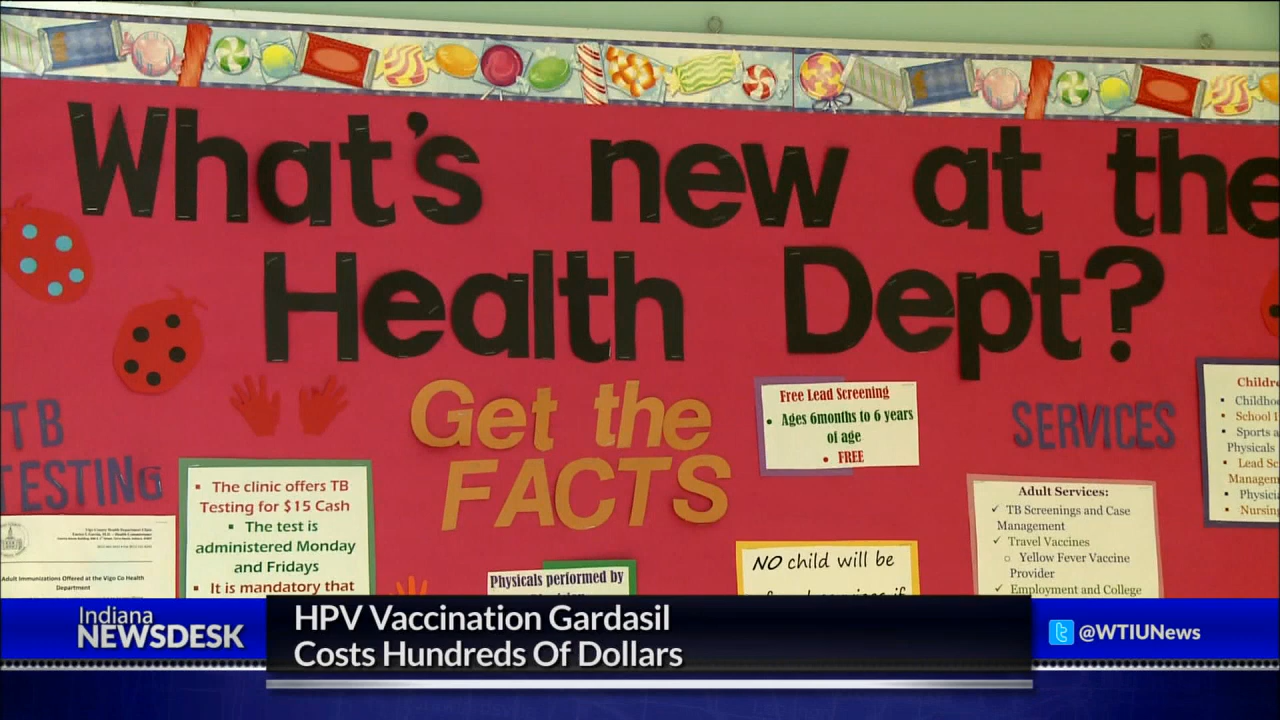 What's new at the
Health Dept?
Get the
FACTS
TB
TESTING
SERVICES
Free Lead Screening
• Ages 6months to 6 years
of age
• FREE
▪ The clinic offers TB
Testing for $15 Cash
▪ The test is
administered Monday
and Fridays
▪ It is mandatory that
Adult Immunizations Offered at the Vigo Co Health
Department
Physicals performed by
NO child will be
Adult Services:
✓ TB Screenings and Case
Management
✓ Travel Vaccines
○ Yellow Fever Vaccine
Provider
✓ Employment and College
Childre
▪ Childho
▪ School I
▪ Sports a
Physicals
▪ Lead Sc
Managem
▪ Physici
▪ Nursin
Indiana
NEWSDESK
HPV Vaccination Gardasil
Costs Hundreds Of Dollars
@WTIUNews